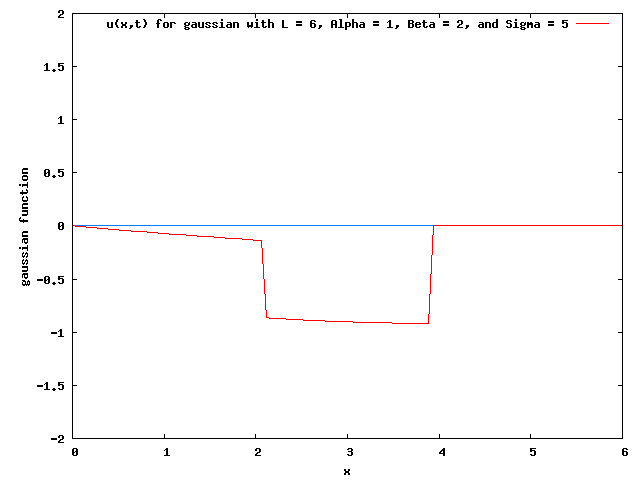 u(x,t) for gaussian with L = 6, Alpha = 1, Beta = 2, and Sigma = 5
2
1.5
1
0.5
0
-0.5
-1
-1.5
-2
gaussian function
0 1 2 3 4 5 6
x